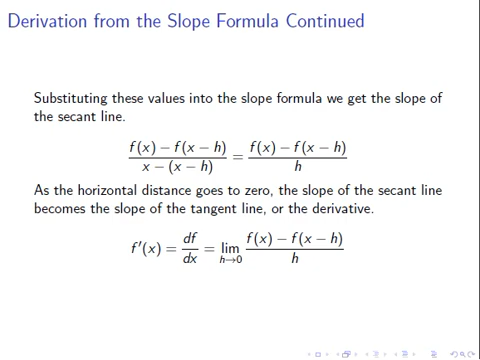 Derivation from the Slope Formula Continued
Substituting these values into the slope formula we get the slope of
the secant line.
f(x) − f(x − h) / x − (x − h) = f(x) − f(x − h) / h
As the horizontal distance goes to zero, the slope of the secant line
becomes the slope of the tangent line, or the derivative.
f′(x) = df/dx = lim h→0 f(x) − f(x − h) / h